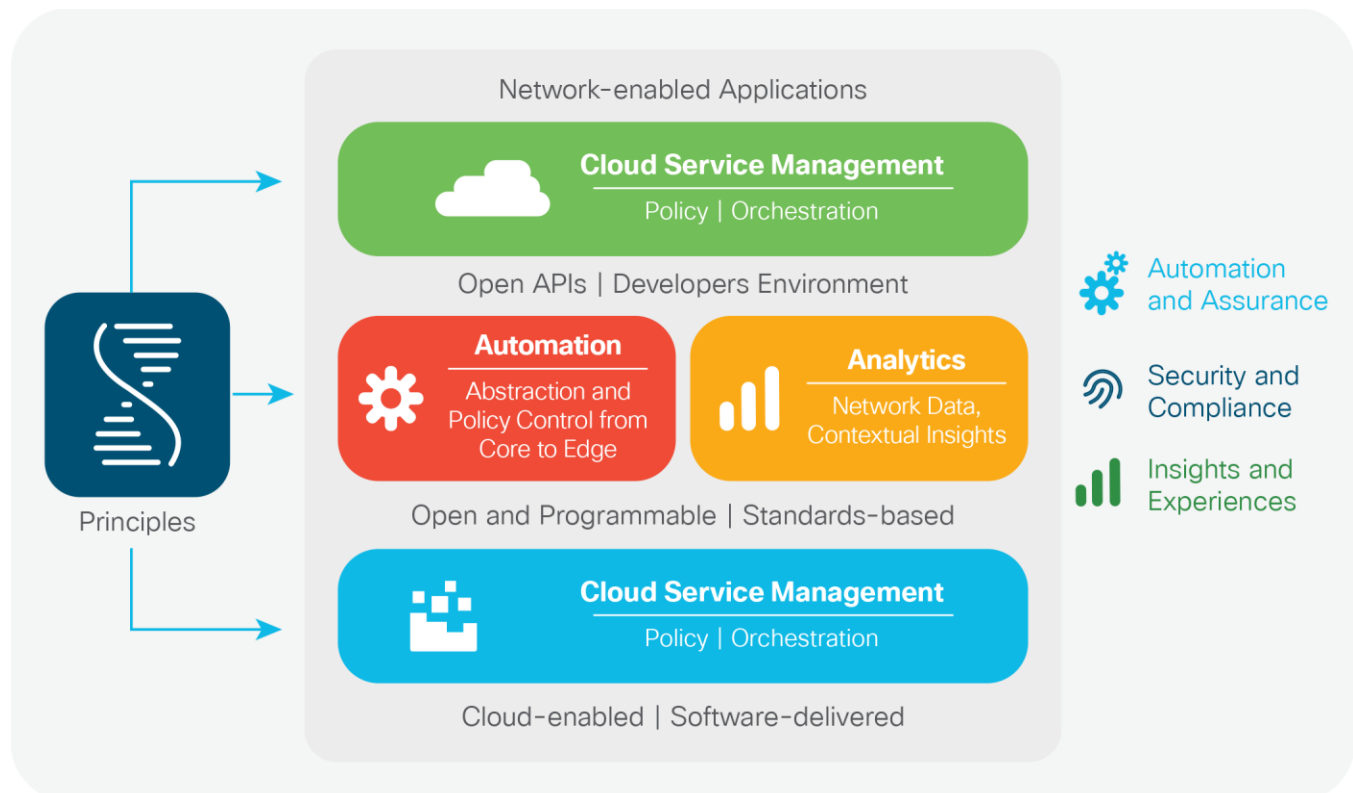 Network-enabled Applications
Cloud Service Management
Policy | Orchestration
Open APIs | Developers Environment
Automation
Abstraction and
Policy Control from
Core to Edge
Analytics
Network Data,
Contextual Insights
Open and Programmable | Standards-based
Cloud Service Management
Policy | Orchestration
Cloud-enabled | Software-delivered
Principles
Automation
and Assurance
Security and
Compliance
Insights and
Experiences